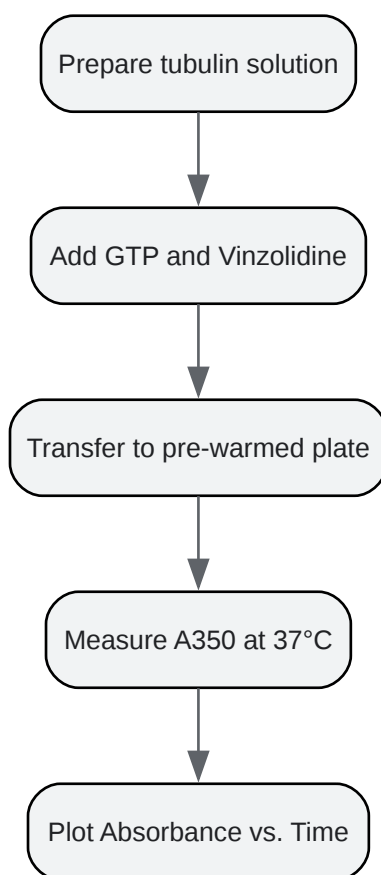 Prepare tubulin solution
Add GTP and Vinzolidine
Transfer to pre-warmed plate
Measure A350 at 37°C
Plot Absorbance vs. Time